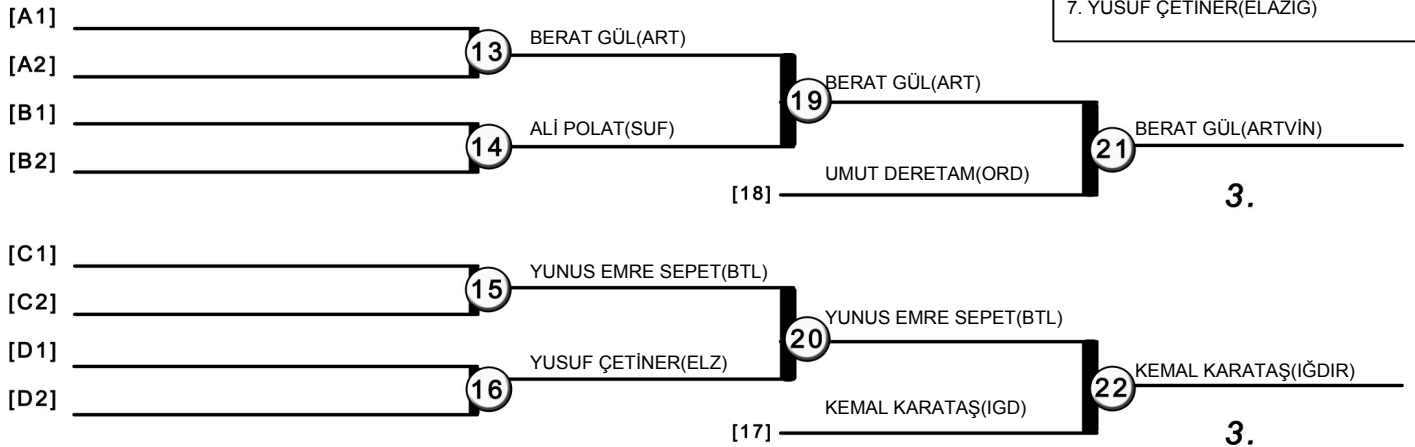 7. YUSUF ÇETİNER(ELAZIĞ)
[A1]
13
BERAT GÜL(ART)
[A2]
19
BERAT GÜL(ART)
[B1]
14
ALİ POLAT(SUF)
21
BERAT GÜL(ARTVİN)
[B2]
[18]
UMUT DERETAM(ORD)
3.
[C1]
15
YUNUS EMRE SEPET(BTL)
[C2]
20
YUNUS EMRE SEPET(BTL)
[D1]
16
YUSUF ÇETİNER(ELZ)
22
KEMAL KARATAŞ(IĞDIR)
[D2]
[17]
KEMAL KARATAŞ(IGD)
3.